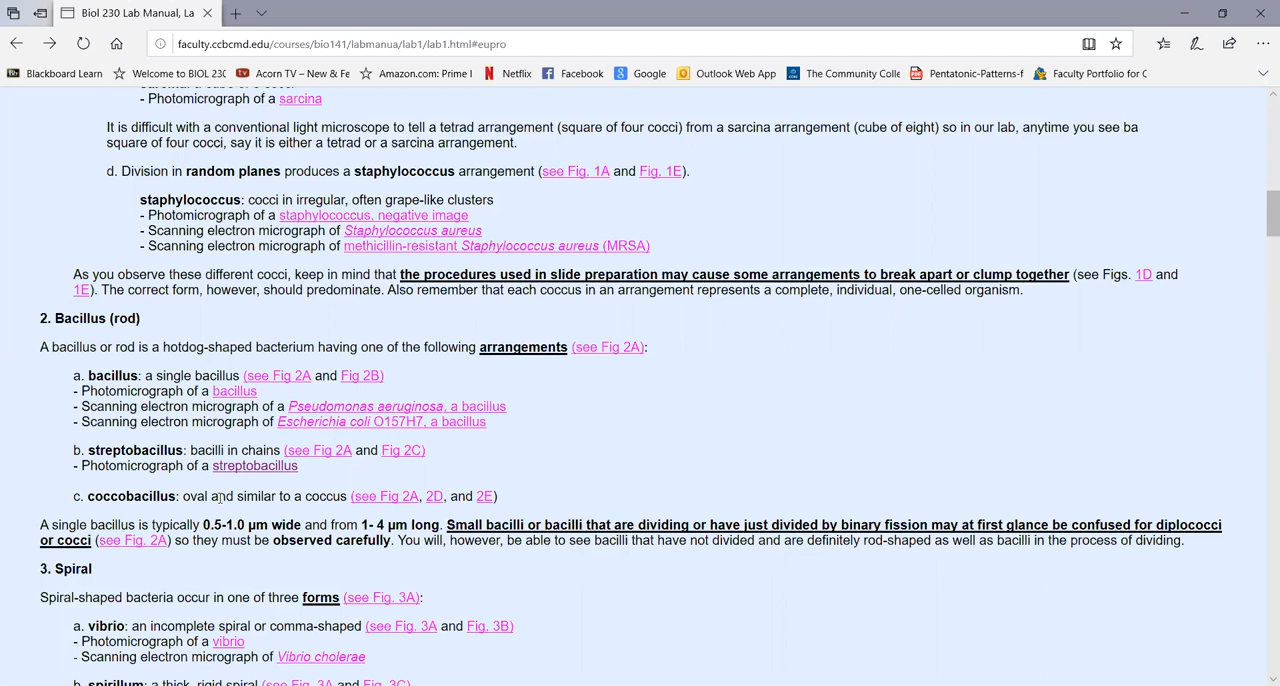 Biol 230 Lab Manual, La
faculty.ccbcmd.edu/courses/bio141/labmanua/lab1/lab1.html#eupro
Blackboard Learn Welcome to BIOL 230 Acorn TV – New & Fe Amazon.com: Prime I Netflix Facebook Google Outlook Web App The Community Colle Pentatonic-Patterns-f Faculty Portfolio for C
- Photomicrograph of a sarcina
It is difficult with a conventional light microscope to tell a tetrad arrangement (square of four cocci) from a sarcina arrangement (cube of eight) so in our lab, anytime you see ba
square of four cocci, say it is either a tetrad or a sarcina arrangement.
d. Division in random planes produces a staphylococcus arrangement (see Fig. 1A and Fig. 1E).
staphylococcus: cocci in irregular, often grape-like clusters
- Photomicrograph of a staphylococcus, negative image
- Scanning electron micrograph of Staphylococcus aureus
- Scanning electron micrograph of methicillin-resistant Staphylococcus aureus (MRSA)
As you observe these different cocci, keep in mind that the procedures used in slide preparation may cause some arrangements to break apart or clump together (see Figs. 1D and
1E). The correct form, however, should predominate. Also remember that each coccus in an arrangement represents a complete, individual, one-celled organism.
2. Bacillus (rod)
A bacillus or rod is a hotdog-shaped bacterium having one of the following arrangements (see Fig 2A):
a. bacillus: a single bacillus (see Fig 2A and Fig 2B)
- Photomicrograph of a bacillus
- Scanning electron micrograph of a Pseudomonas aeruginosa, a bacillus
- Scanning electron micrograph of Escherichia coli O157H7, a bacillus
b. streptobacillus: bacilli in chains (see Fig 2A and Fig 2C)
- Photomicrograph of a streptobacillus
c. coccobacillus: oval and similar to a coccus (see Fig 2A, 2D, and 2E)
A single bacillus is typically 0.5-1.0 µm wide and from 1- 4 µm long. Small bacilli or bacilli that are dividing or have just divided by binary fission may at first glance be confused for diplococci
or cocci (see Fig. 2A) so they must be observed carefully. You will, however, be able to see bacilli that have not divided and are definitely rod-shaped as well as bacilli in the process of dividing.
3. Spiral
Spiral-shaped bacteria occur in one of three forms (see Fig. 3A):
a. vibrio: an incomplete spiral or comma-shaped (see Fig. 3A and Fig. 3B)
- Photomicrograph of a vibrio
- Scanning electron micrograph of Vibrio cholerae
b. spirillum: a thick, rigid spiral (see Fig. 3A and Fig. 3C)